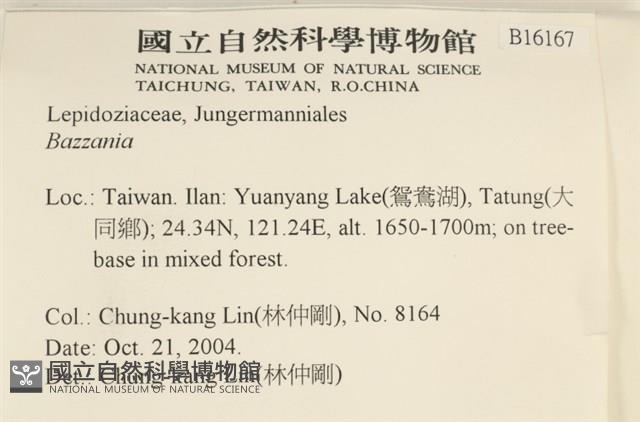 國立自然科學博物館
B16167
NATIONAL MUSEUM OF NATURAL SCIENCE
TAICHUNG, TAIWAN, R.O.CHINA
Lepidoziaceae, Jungermanniales
Bazzania
Loc.: Taiwan. Ilan: Yuanyang Lake(鴛鴦湖), Tatung(大
同鄉); 24.34N, 121.24E, alt. 1650-1700m; on tree-
base in mixed forest.
Col.: Chung-kang Lin(林仲剛), No. 8164
Date: Oct. 21, 2004.
Det.: Chung-kang Lin(林仲剛)
國立自然科學博物館
NATIONAL MUSEUM OF NATURAL SCIENCE